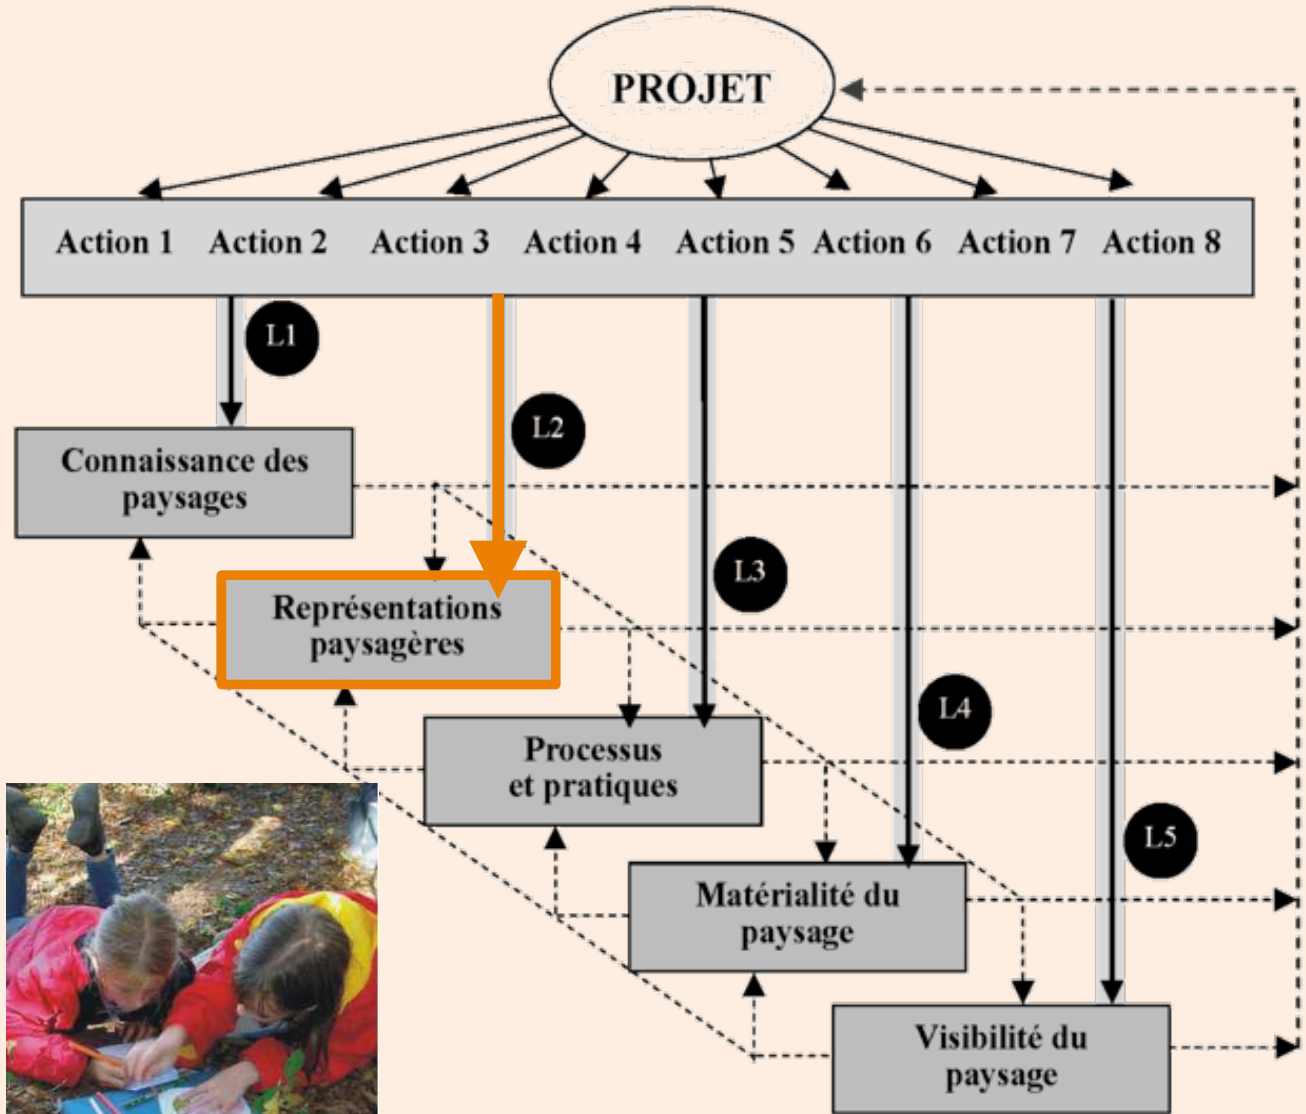 PROJET
Action 1 Action 2 Action 3 Action 4 Action 5 Action 6 Action 7 Action 8
L1
L2
Connaissance des
paysages
L3
Représentations
paysagères
L4
Processus
et pratiques
L5
Matérialité du
paysage
Visibilité du
paysage